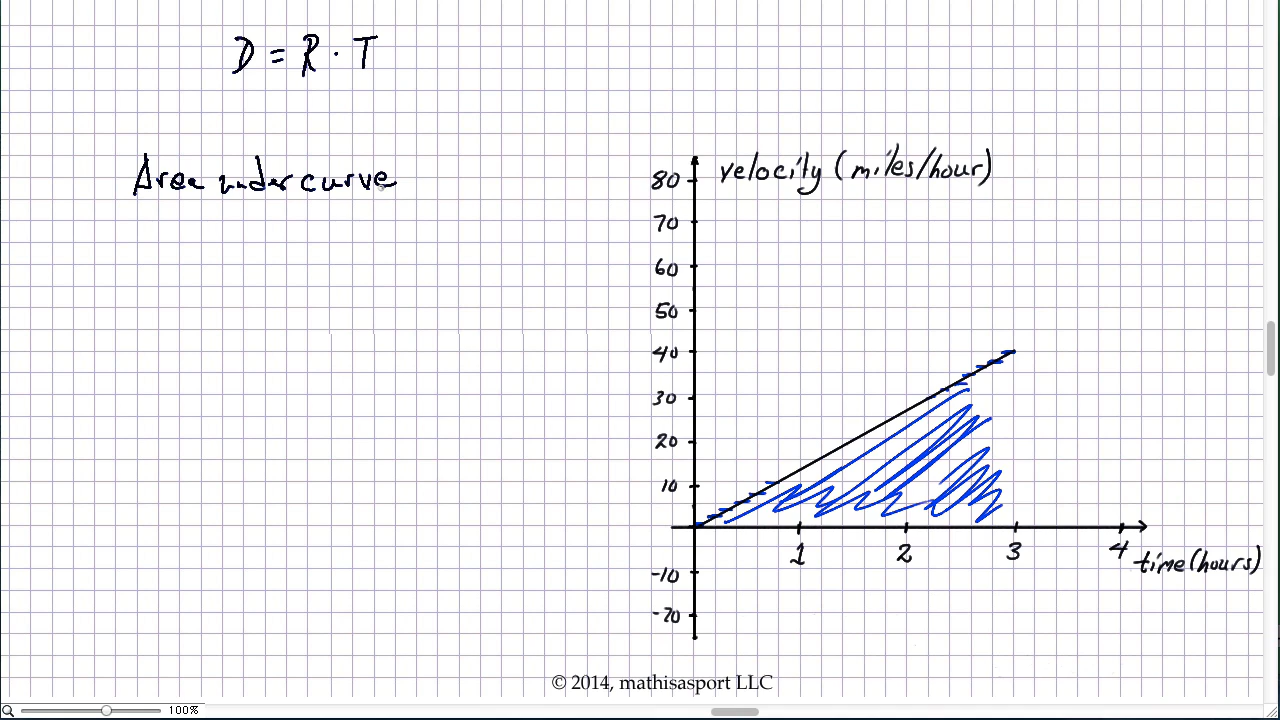 D = R · T
Area under curve
velocity (miles/hour)
80
70
60
50
40
30
20
10
1 2 3 4
time (hours)
-10
-20
© 2014, mathisasport LLC
100%